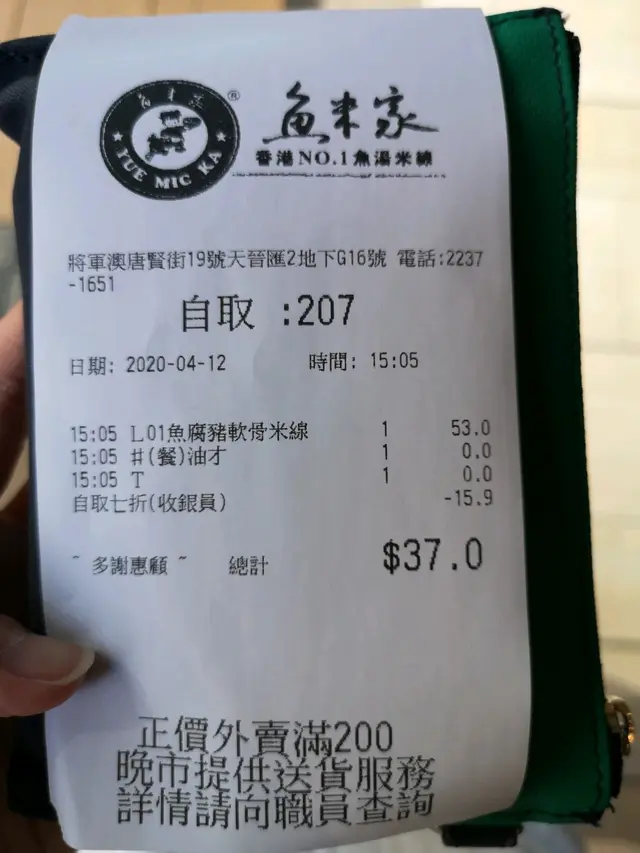 魚米家
YUE MIC KA
®
魚米家
香港NO.1魚湯米線
將軍澳唐賢街19號天晉匯2地下G16號 電話:2237
-1651
自取 :207
日期: 2020-04-12 時間: 15:05
15:05 L01魚腐豬軟骨米線 1 53.0
15:05 #(餐)油才 1 0.0
15:05 T 1 0.0
自取七折(收銀員) -15.9
~ 多謝惠顧 ~ 總計 $37.0
正價外賣滿200
晚市提供送貨服務
詳情請向職員查詢